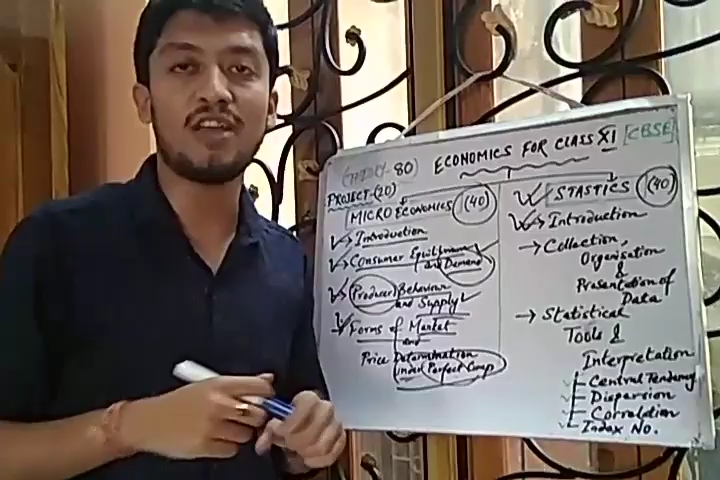 ECONOMICS FOR CLASS XI [CBSE]
THEORY-80
PROJECT-(20)
MICRO ECONOMICS (40)
Introduction
Consumer Equilibrium
and Demand
Producer Behaviour
and Supply
Forms of Market
and
Price Determination
under Perfect Comp
STASTICS (40)
Introduction
Collection,
Organisation
&
Presentation of
Data
Statistical
Tools &
Interpretation
Central Tendency
Dispersion
Correlation
Index No.